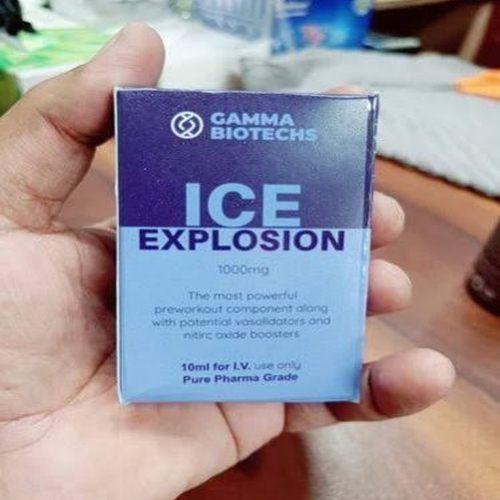 GAMMA
BIOTECHS
ICE
EXPLOSION
1000mg
The most powerful
preworkout component along
with potential vasolidators and
nitirc oxide boosters
10ml for I.V. use only
Pure Pharma Grade